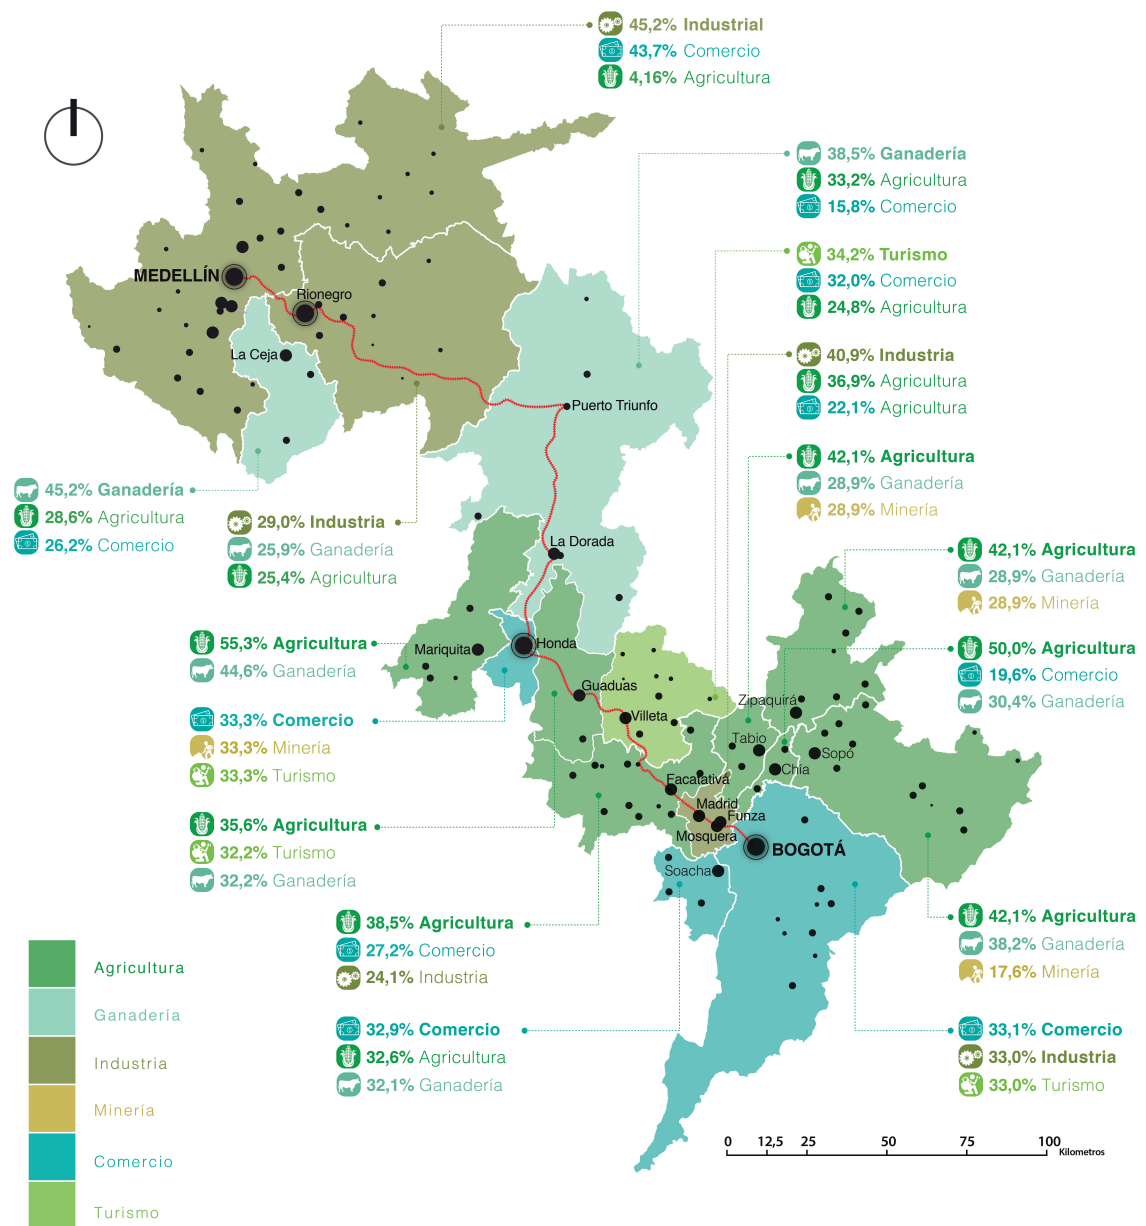 45,2% Industrial
43,7% Comercio
4,16% Agricultura
38,5% Ganadería
33,2% Agricultura
15,8% Comercio
34,2% Turismo
32,0% Comercio
24,8% Agricultura
MEDELLÍN
Rionegro
La Ceja
Puerto Triunfo
40,9% Industria
36,9% Agricultura
22,1% Agricultura
42,1% Agricultura
28,9% Ganadería
28,9% Minería
45,2% Ganadería
28,6% Agricultura
26,2% Comercio
29,0% Industria
25,9% Ganadería
25,4% Agricultura
La Dorada
42,1% Agricultura
28,9% Ganadería
28,9% Minería
55,3% Agricultura
44,6% Ganadería
Mariquita
Honda
50,0% Agricultura
19,6% Comercio
30,4% Ganadería
33,3% Comercio
33,3% Minería
33,3% Turismo
Guaduas
Villeta
Zipaquirá
Tabio
Sopó
Chía
Facatativá
Madrid
Funza
Mosquera
BOGOTÁ
Soacha
35,6% Agricultura
32,2% Turismo
32,2% Ganadería
38,5% Agricultura
27,2% Comercio
24,1% Industria
42,1% Agricultura
38,2% Ganadería
17,6% Minería
32,9% Comercio
32,6% Agricultura
32,1% Ganadería
33,1% Comercio
33,0% Industria
33,0% Turismo
Agricultura
Ganadería
Industria
Minería
Comercio
Turismo
0 12,5 25 50 75 100
Kilometros